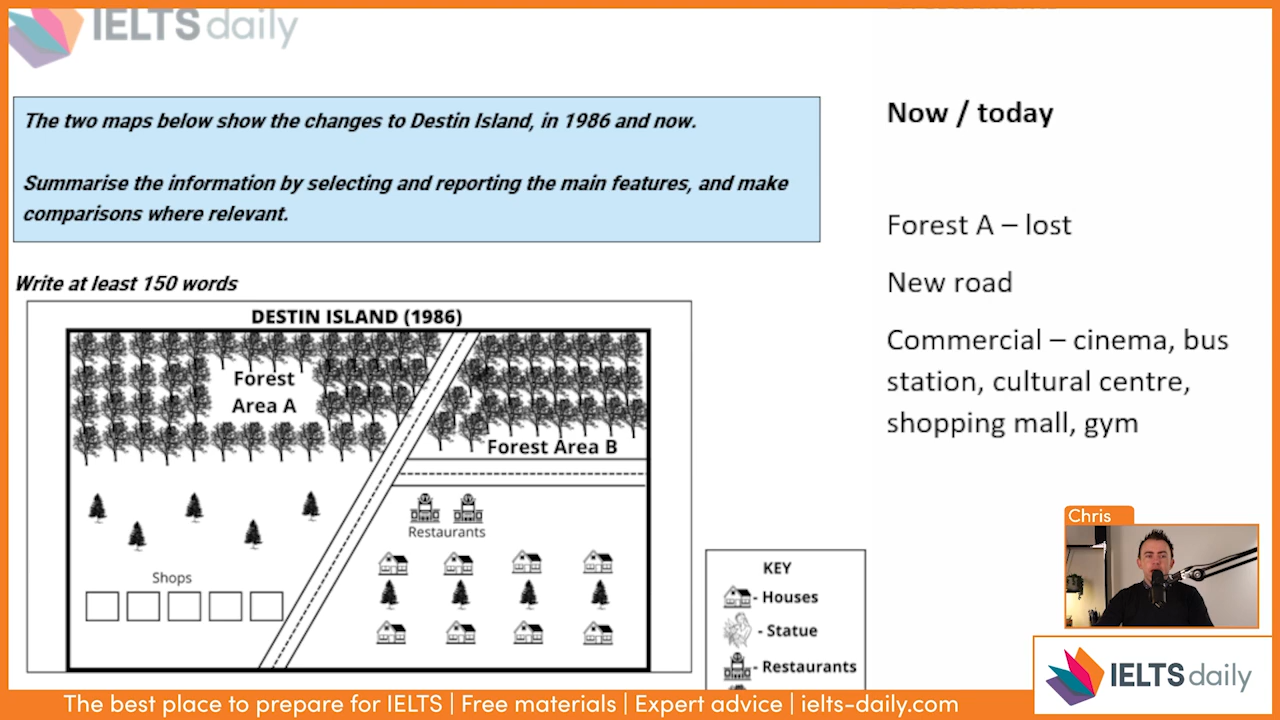 IELTS daily
The two maps below show the changes to Destin Island, in 1986 and now.
Summarise the information by selecting and reporting the main features, and make
comparisons where relevant.
Write at least 150 words
DESTIN ISLAND (1986)
Forest
Area A
Forest Area B
Restaurants
Shops
KEY
- Houses
- Statue
- Restaurants
Now / today
Forest A – lost
New road
Commercial – cinema, bus
station, cultural centre,
shopping mall, gym
Chris
IELTS daily
The best place to prepare for IELTS | Free materials | Expert advice | ielts-daily.com